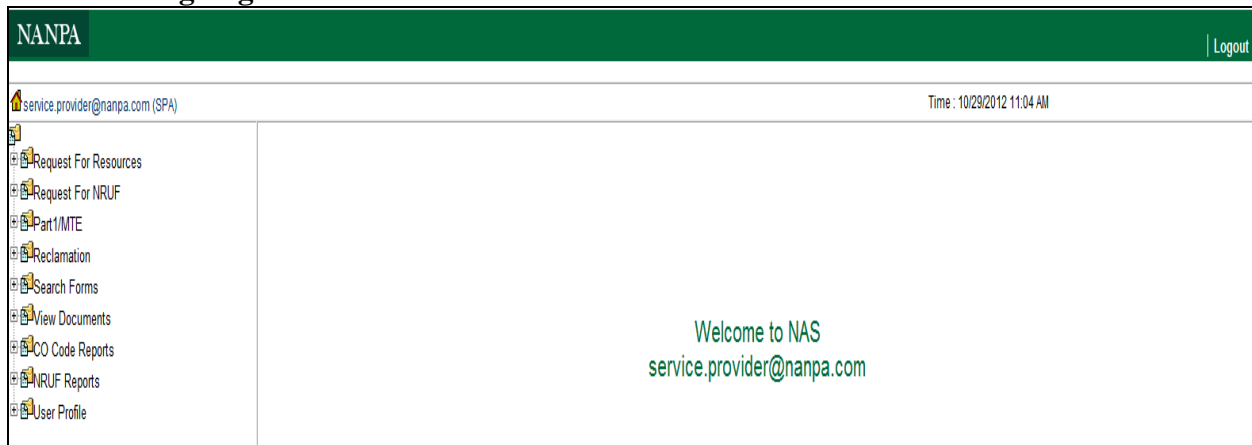 NANPA
Logout
service.provider@nanpa.com (SPA)
Time : 10/29/2012 11:04 AM
Request For Resources
Request For NRUF
Part1/MTE
Reclamation
Search Forms
View Documents
CO Code Reports
NRUF Reports
User Profile
Welcome to NAS
service.provider@nanpa.com